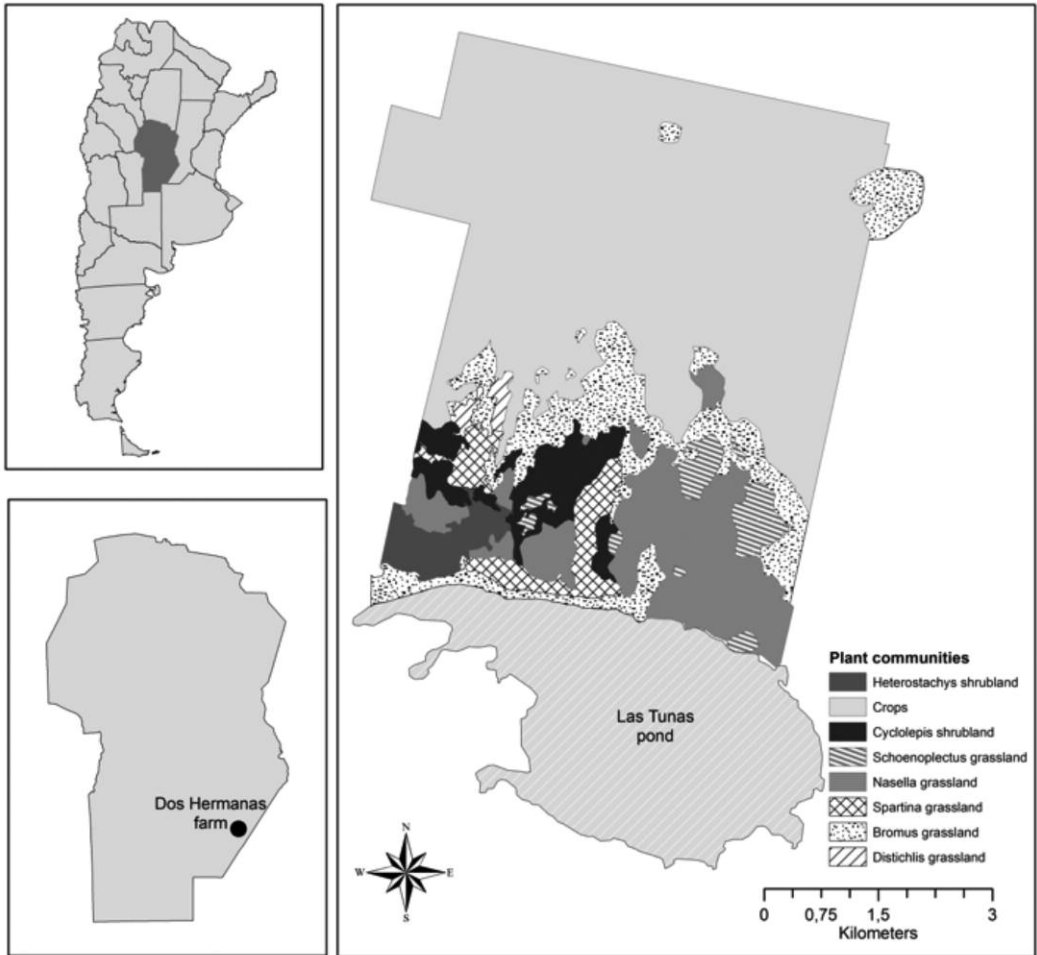 Dos Hermanas
farm
Las Tunas
pond
Plant communities
Heterostachys shrubland
Crops
Cyclolepis shrubland
Schoenoplectus grassland
Nasella grassland
Spartina grassland
Bromus grassland
Distichlis grassland
N
W E
S
0 0,75 1,5 3
Kilometers